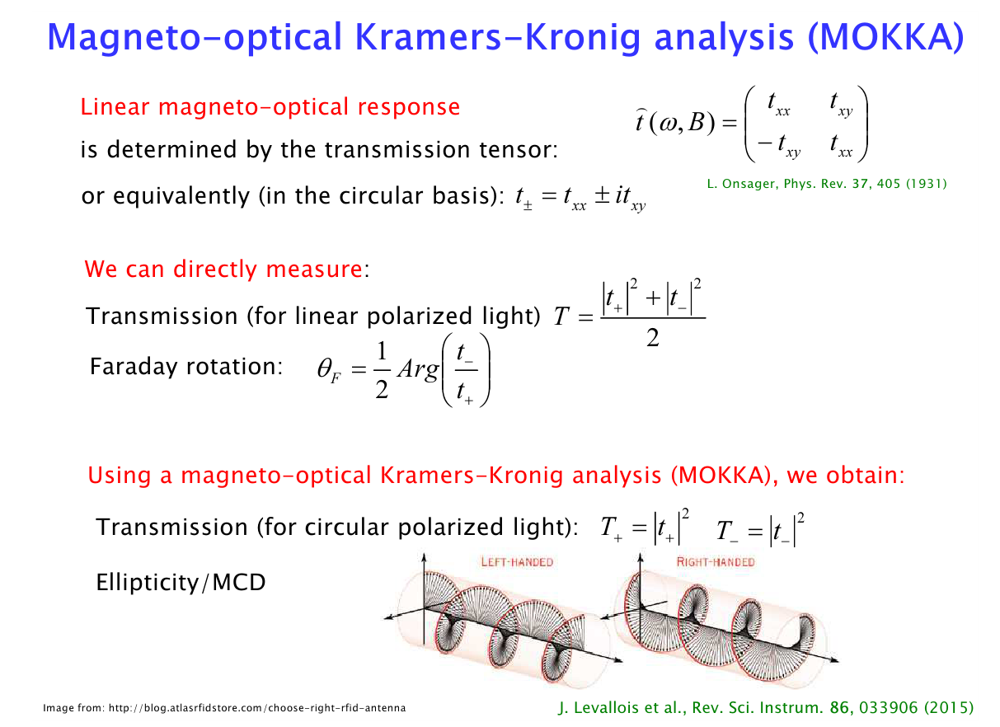 Magneto-optical Kramers-Kronig analysis (MOKKA)
Linear magneto-optical response
is determined by the transmission tensor:
$\hat{t}(\omega, B) = \begin{pmatrix} t_{xx} & t_{xy} \\ -t_{xy} & t_{xx} \end{pmatrix}$
L. Onsager, Phys. Rev. 37, 405 (1931)
or equivalently (in the circular basis): $t_{\pm} = t_{xx} \pm it_{xy}$
We can directly measure:
Transmission (for linear polarized light) $T = \frac{|t_+|^2 + |t_-|^2}{2}$
Faraday rotation: $\theta_F = \frac{1}{2} Arg\left(\frac{t_-}{t_+}\right)$
Using a magneto-optical Kramers-Kronig analysis (MOKKA), we obtain:
Transmission (for circular polarized light): $T_+ = |t_+|^2$ $T_- = |t_-|^2$
Ellipticity/MCD
LEFT-HANDED
RIGHT-HANDED
Image from: http://blog.atlasrfidstore.com/choose-right-rfid-antenna
J. Levallois et al., Rev. Sci. Instrum. 86, 033906 (2015)